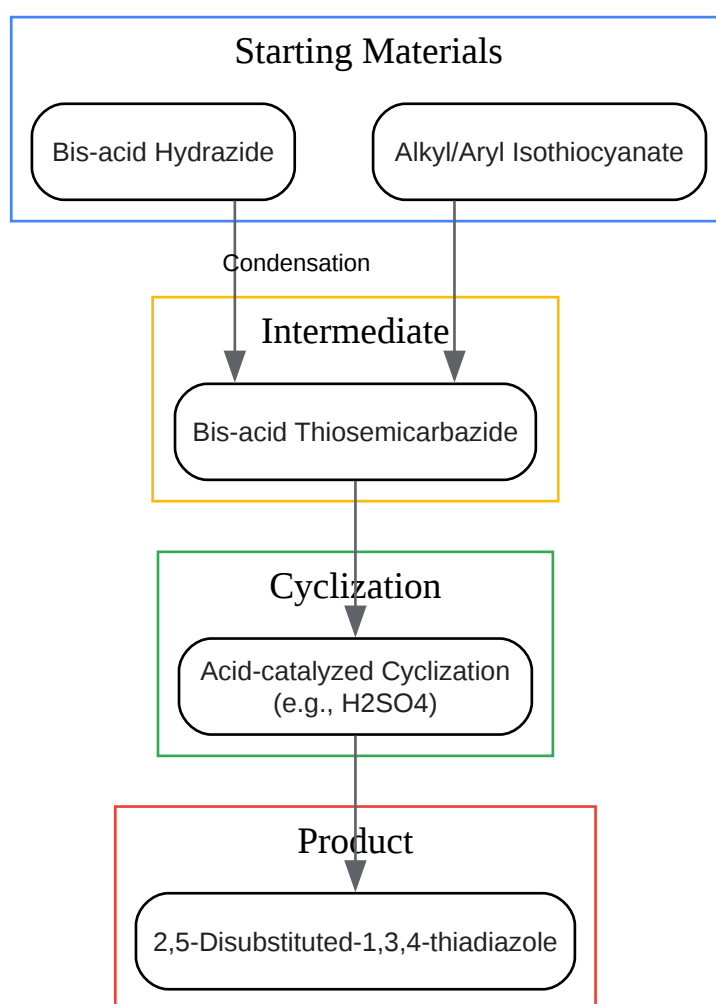 Starting Materials
Bis-acid Hydrazide
Alkyl/Aryl Isothiocyanate
Condensation
Intermediate
Bis-acid Thiosemicarbazide
Cyclization
Acid-catalyzed Cyclization
(e.g., H2SO4)
Product
2,5-Disubstituted-1,3,4-thiadiazole